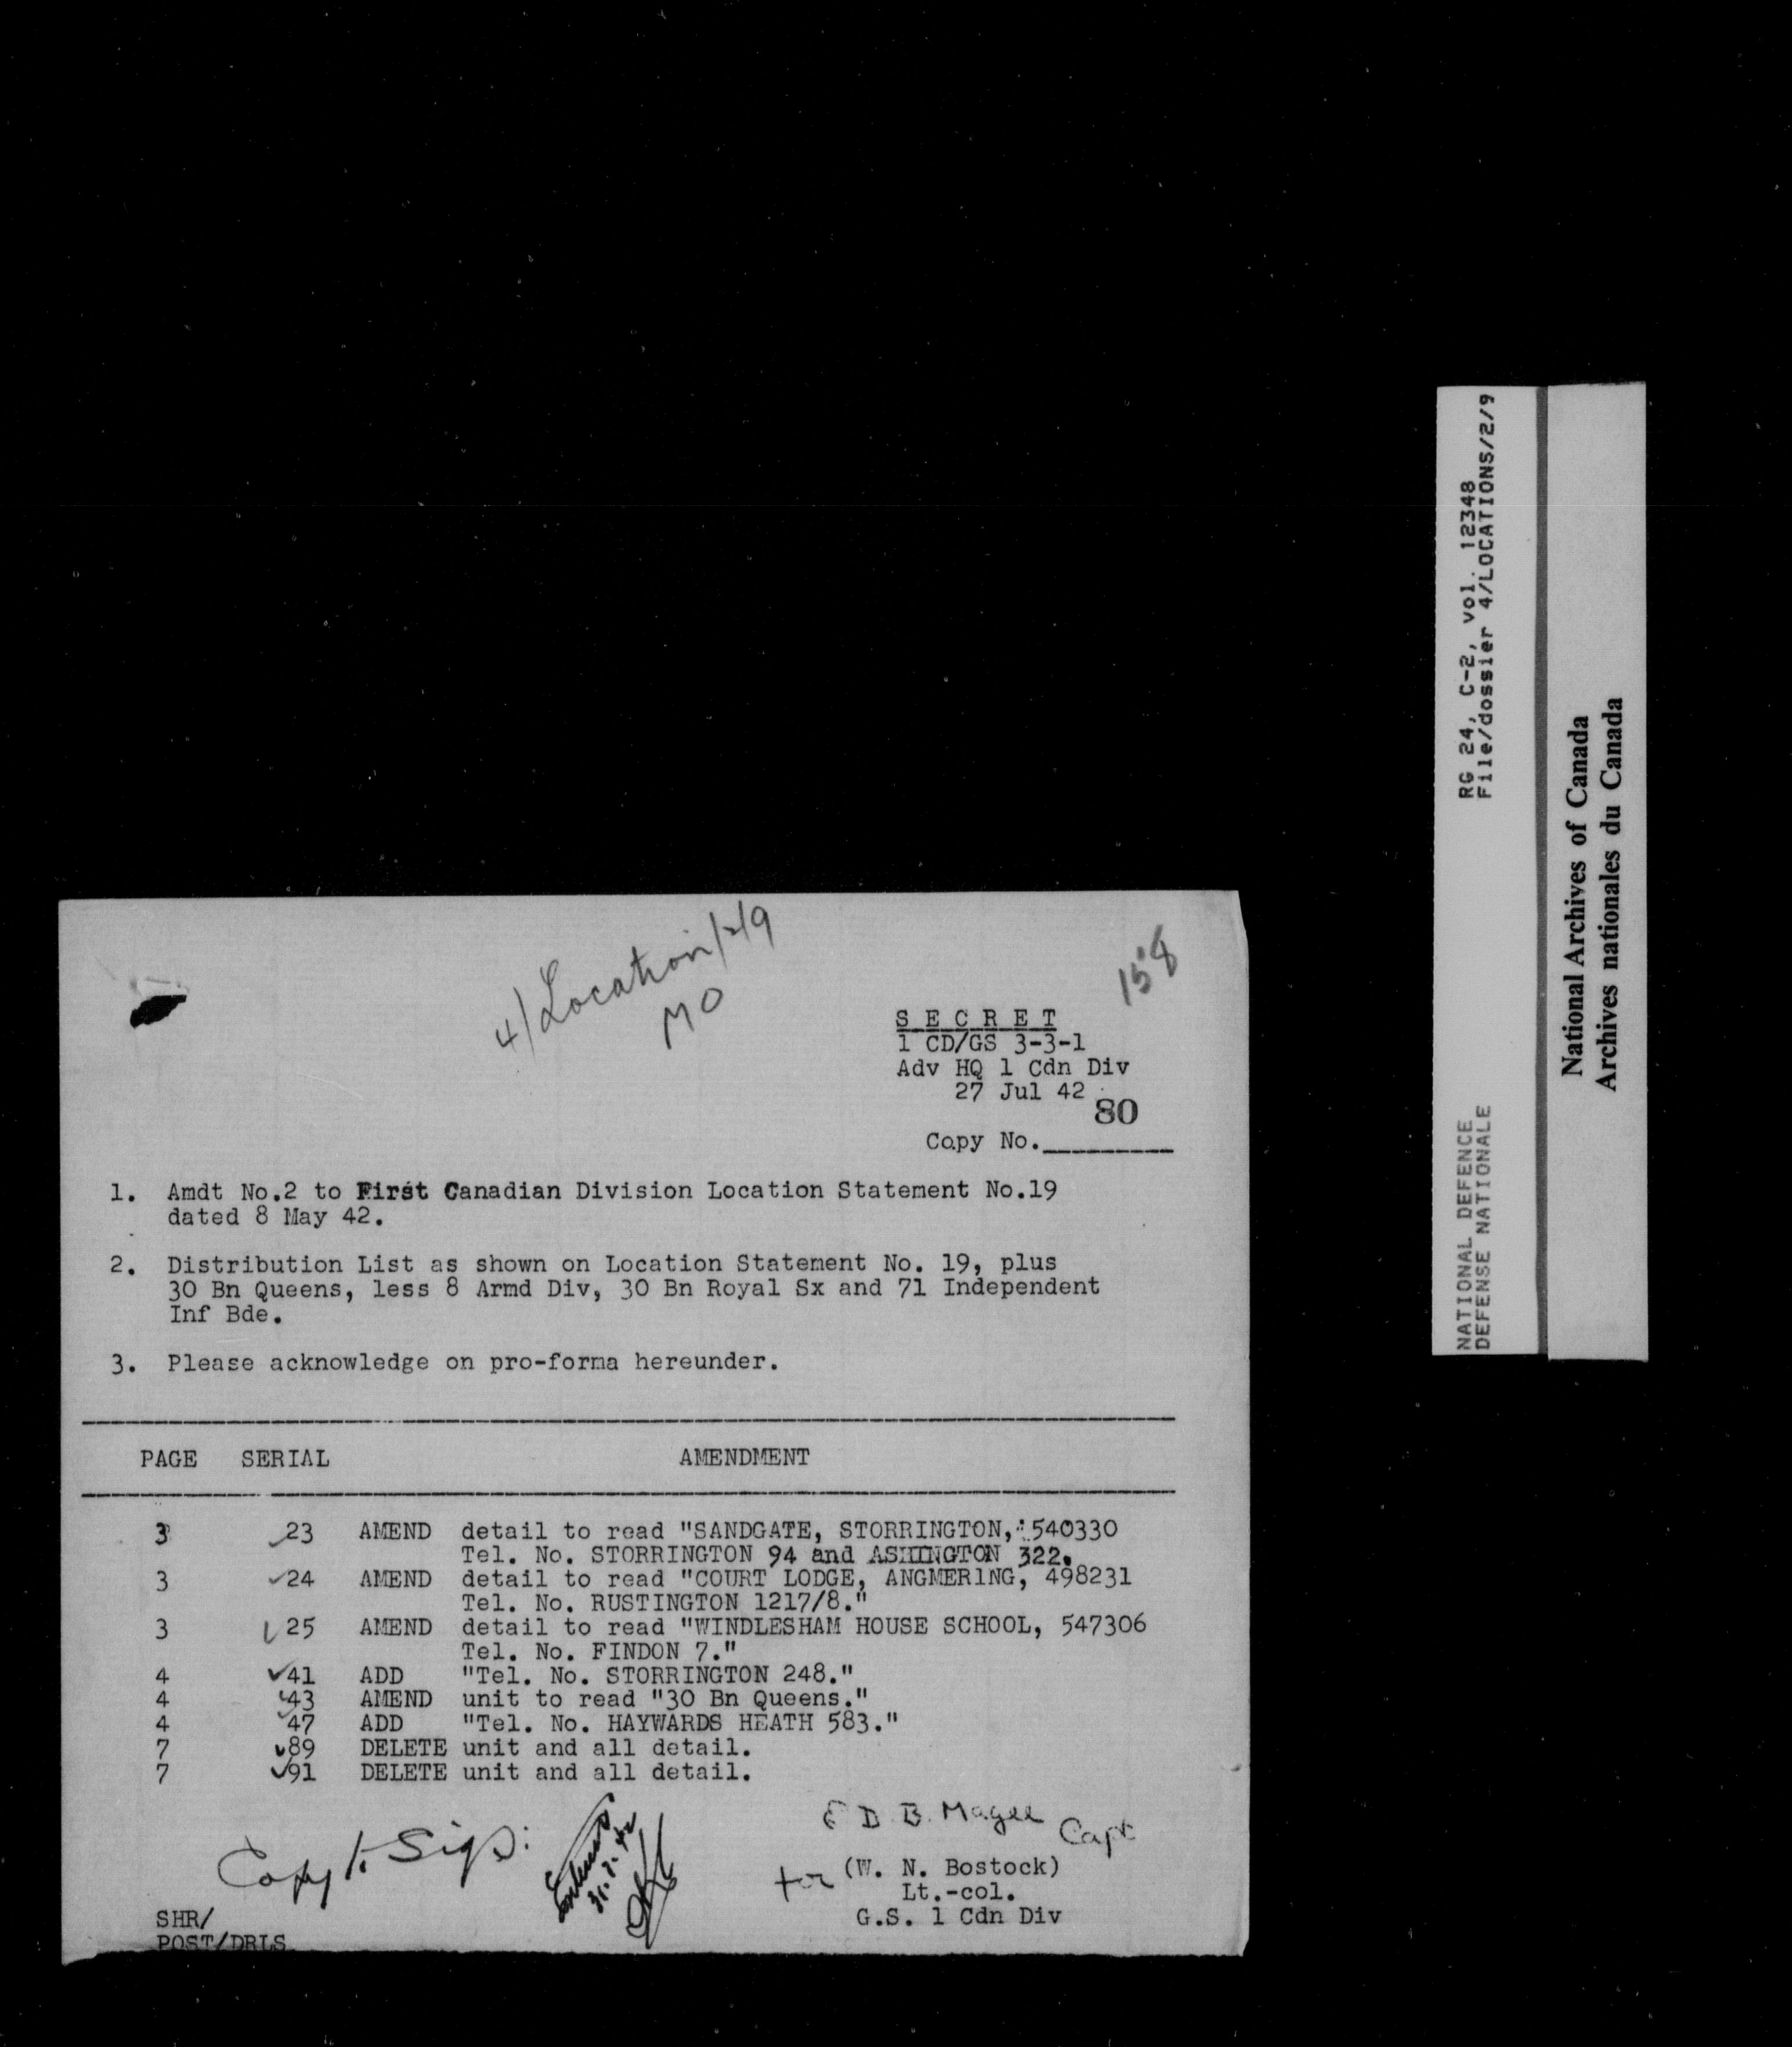 4/Location/2/9
MO
158
S E C R E T
1 CD/GS 3-3-1
Adv HQ 1 Cdn Div
27 Jul 42
80
Copy No.
1. Amdt No.2 to First Canadian Division Location Statement No.19
dated 8 May 42.
2. Distribution List as shown on Location Statement No. 19, plus
30 Bn Queens, less 8 Armd Div, 30 Bn Royal Sx and 71 Independent
Inf Bde.
3. Please acknowledge on pro-forma hereunder.
PAGE SERIAL AMENDMENT
3 23 AMEND detail to read "SANDGATE, STORRINGTON, 540330
Tel. No. STORRINGTON 94 and ASHINGTON 322.
3 24 AMEND detail to read "COURT LODGE, ANGMERING, 498231
Tel. No. RUSTINGTON 1217/8."
3 25 AMEND detail to read "WINDLESHAM HOUSE SCHOOL, 547306
Tel. No. FINDON 7."
4 41 ADD "Tel. No. STORRINGTON 248."
4 43 AMEND unit to read "30 Bn Queens."
4 47 ADD "Tel. No. HAYWARDS HEATH 583."
7 89 DELETE unit and all detail.
7 91 DELETE unit and all detail.
Copy to Sigs.
31.7.42
E D B Magee Capt
for (W. N. Bostock)
Lt.-col.
G.S. 1 Cdn Div
SHR/
POST/DRLS
RG 24, C-2, vol. 12348
File/dossier 4/LOCATIONS/2/9
NATIONAL DEFENCE
DEFENSE NATIONALE
National Archives of Canada
Archives nationales du Canada